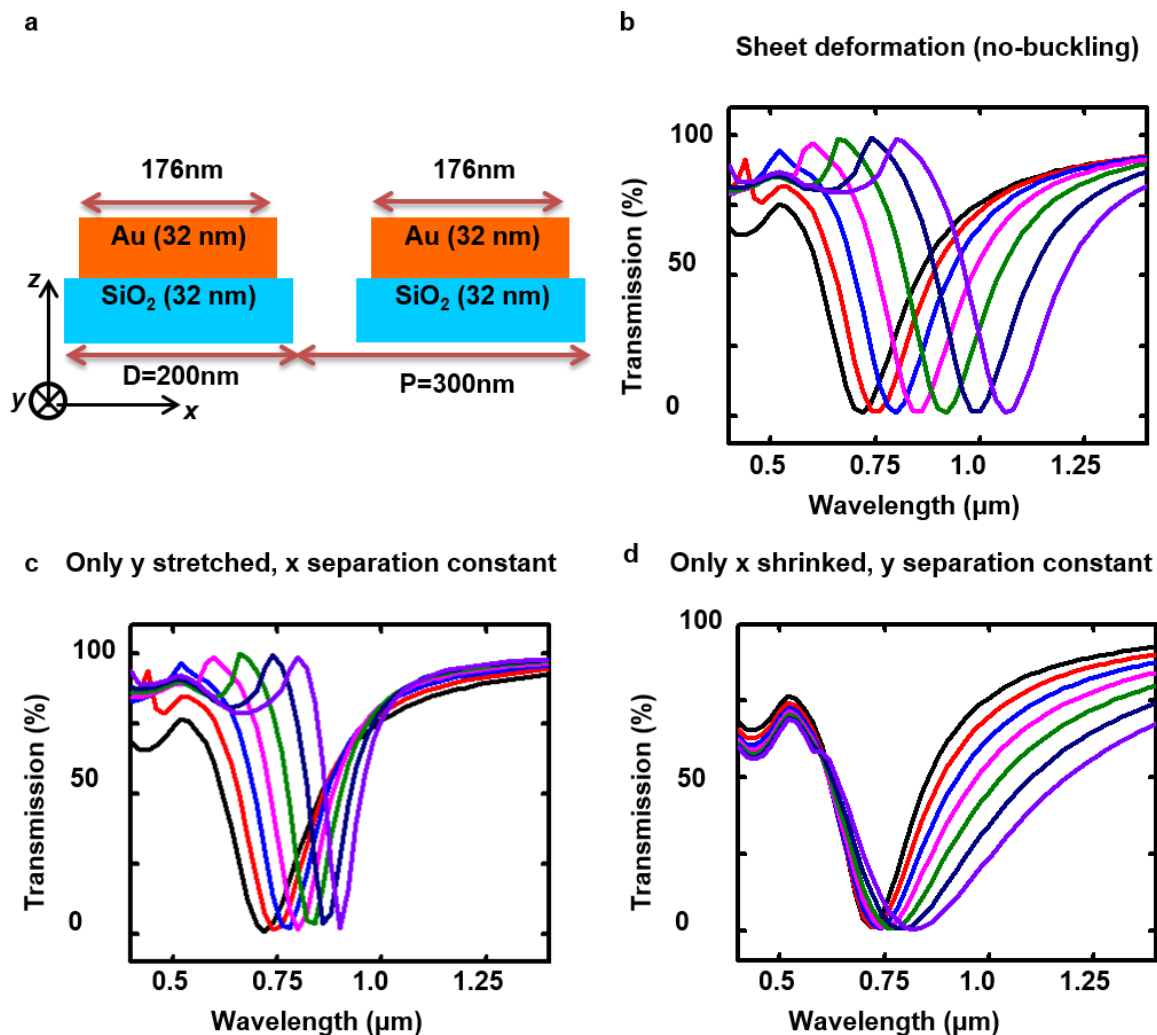 a
176nm
176nm
Au (32 nm)
Au (32 nm)
z
SiO₂ (32 nm)
SiO₂ (32 nm)
D=200nm
P=300nm
y
x
b
Sheet deformation (no-buckling)
Transmission (%)
100
50
0
0.5
0.75
1.0
1.25
Wavelength (µm)
c
Only y stretched, x separation constant
Transmission (%)
100
50
0
0.5
0.75
1.0
1.25
Wavelength (µm)
d
Only x shrinked, y separation constant
Transmission (%)
100
50
0
0.5
0.75
1.0
1.25
Wavelength (µm)